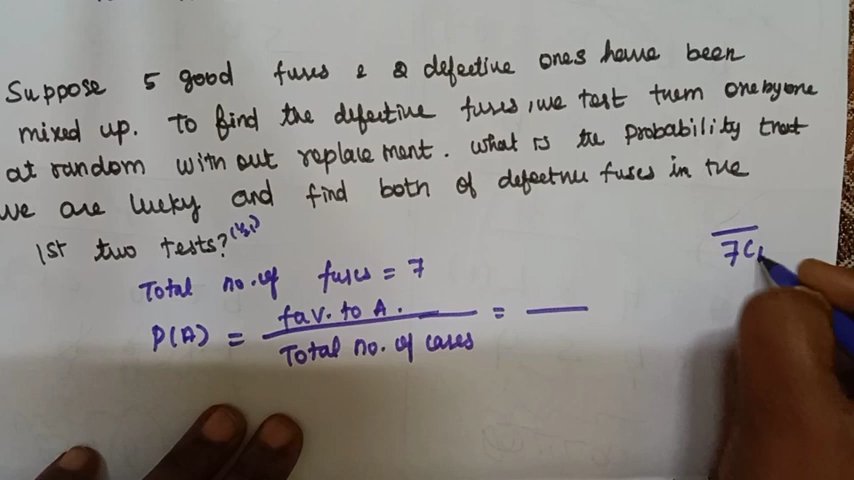 Suppose 5 good fuses & 2 defective ones have been
mixed up. To find the defective fuses, we test them one by one
at random with out replacement. What is the probability that
we are lucky and find both of defective fuses in the
1st two tests?
Total no. of fuses = 7
P(A) = fav. to A. / Total no. of cases =
7C